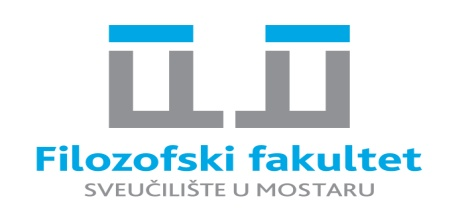 Filozofski fakultet
SVEUČILIŠTE U MOSTARU